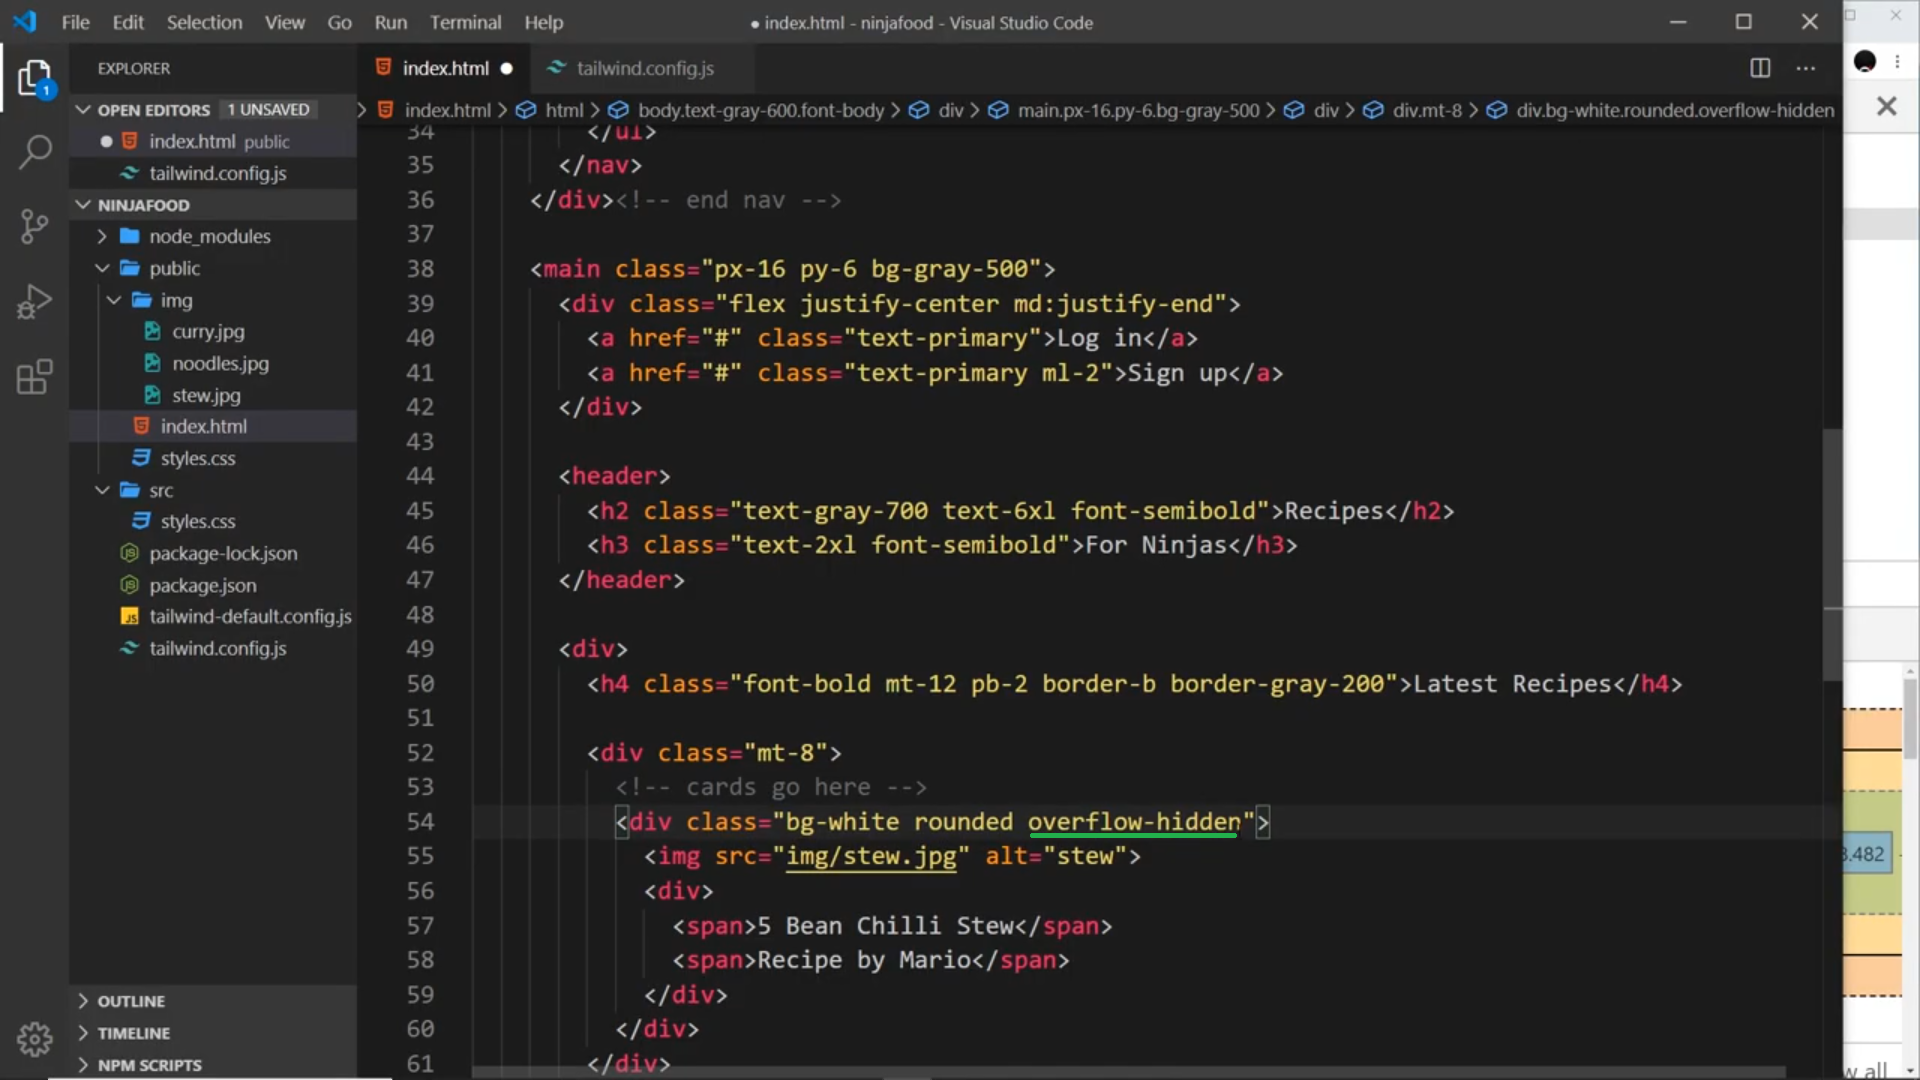 File Edit Selection View Go Run Terminal Help
● index.html - ninjafood - Visual Studio Code
EXPLORER
index.html ●
tailwind.config.js
OPEN EDITORS 1 UNSAVED
index.html > html > body.text-gray-600.font-body > div > main.px-16.py-6.bg-gray-500 > div > div.mt-8 > div.bg-white.rounded.overflow-hidden
1
index.html public
tailwind.config.js
NINJAFOOD
node_modules
public
img
curry.jpg
noodles.jpg
stew.jpg
index.html
styles.css
src
styles.css
package-lock.json
package.json
JS tailwind-default.config.js
tailwind.config.js
OUTLINE
TIMELINE
NPM SCRIPTS
34 </ul>
35 </nav>
36 </div><!-- end nav -->
37
38 <main class="px-16 py-6 bg-gray-500">
39 <div class="flex justify-center md:justify-end">
40 <a href="#" class="text-primary">Log in</a>
41 <a href="#" class="text-primary ml-2">Sign up</a>
42 </div>
43
44 <header>
45 <h2 class="text-gray-700 text-6xl font-semibold">Recipes</h2>
46 <h3 class="text-2xl font-semibold">For Ninjas</h3>
47 </header>
48
49 <div>
50 <h4 class="font-bold mt-12 pb-2 border-b border-gray-200">Latest Recipes</h4>
51
52 <div class="mt-8">
53 <!-- cards go here -->
54 <div class="bg-white rounded overflow-hidden">
55 <img src="img/stew.jpg" alt="stew">
56 <div>
57 <span>5 Bean Chilli Stew</span>
58 <span>Recipe by Mario</span>
59 </div>
60 </div>
61 </div>
.482
all